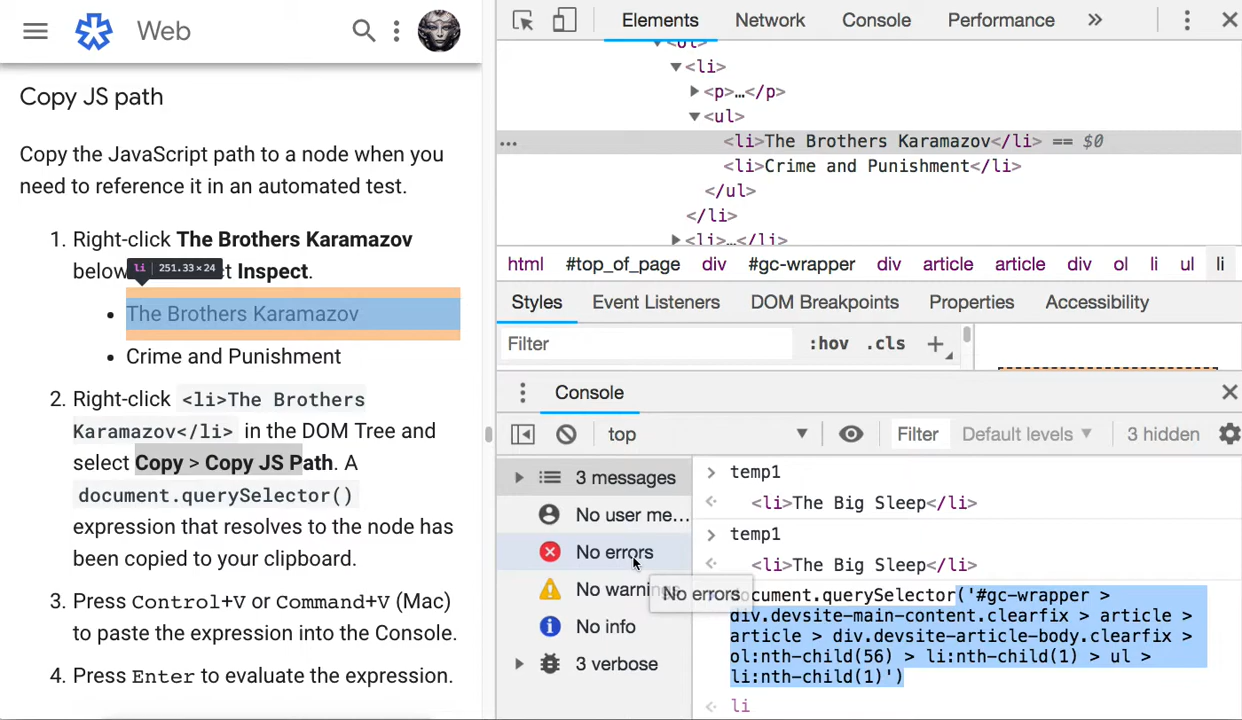 Web
Copy JS path
Copy the JavaScript path to a node when you
need to reference it in an automated test.
1. Right-click The Brothers Karamazov
below t Inspect.
li 251.33×24
• The Brothers Karamazov
• Crime and Punishment
2. Right-click <li>The Brothers
Karamazov</li> in the DOM Tree and
select Copy > Copy JS Path. A
document.querySelector()
expression that resolves to the node has
been copied to your clipboard.
3. Press Control+V or Command+V (Mac)
to paste the expression into the Console.
4. Press Enter to evaluate the expression.
Elements Network Console Performance »
▼<ol>
▼<li>
▶<p>…</p>
▼<ul>
… <li>The Brothers Karamazov</li> == $0
<li>Crime and Punishment</li>
</ul>
</li>
▶<li>…</li>
html #top_of_page div #gc-wrapper div article article div ol li ul li
Styles Event Listeners DOM Breakpoints Properties Accessibility
Filter :hov .cls +
Console
top ▼ Filter Default levels ▼ 3 hidden
3 messages
No user me...
No errors
No warnin
No errors
No info
3 verbose
> temp1
<li>The Big Sleep</li>
> temp1
<li>The Big Sleep</li>
ocument.querySelector('#gc-wrapper >
div.devsite-main-content.clearfix > article >
article > div.devsite-article-body.clearfix >
ol:nth-child(56) > li:nth-child(1) > ul >
li:nth-child(1)')
li